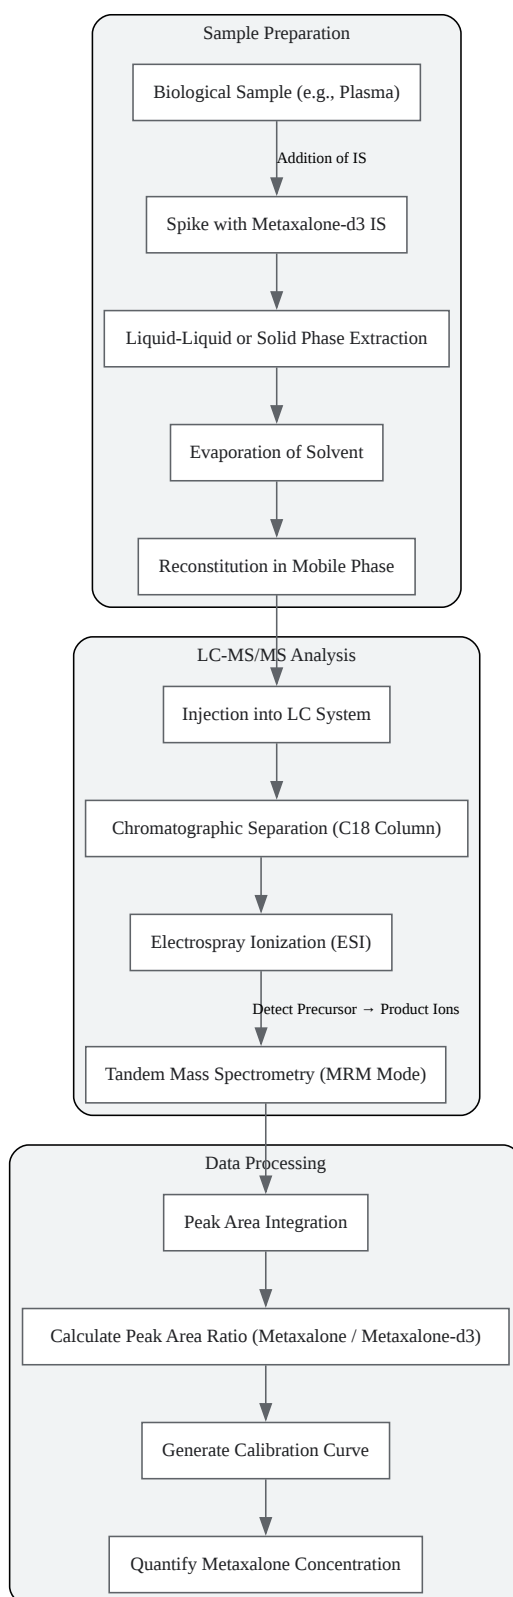 Sample Preparation
Biological Sample (e.g., Plasma)
Addition of IS
Spike with Metaxalone-d3 IS
Liquid-Liquid or Solid Phase Extraction
Evaporation of Solvent
Reconstitution in Mobile Phase
LC-MS/MS Analysis
Injection into LC System
Chromatographic Separation (C18 Column)
Electrospray Ionization (ESI)
Detect Precursor → Product Ions
Tandem Mass Spectrometry (MRM Mode)
Data Processing
Peak Area Integration
Calculate Peak Area Ratio (Metaxalone / Metaxalone-d3)
Generate Calibration Curve
Quantify Metaxalone Concentration